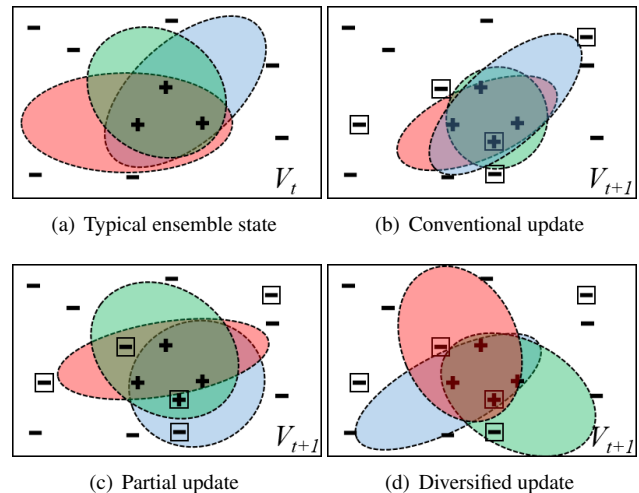 V_t
V_{t+1}
(a) Typical ensemble state
(b) Conventional update
V_{t+1}
V_{t+1}
(c) Partial update
(d) Diversified update